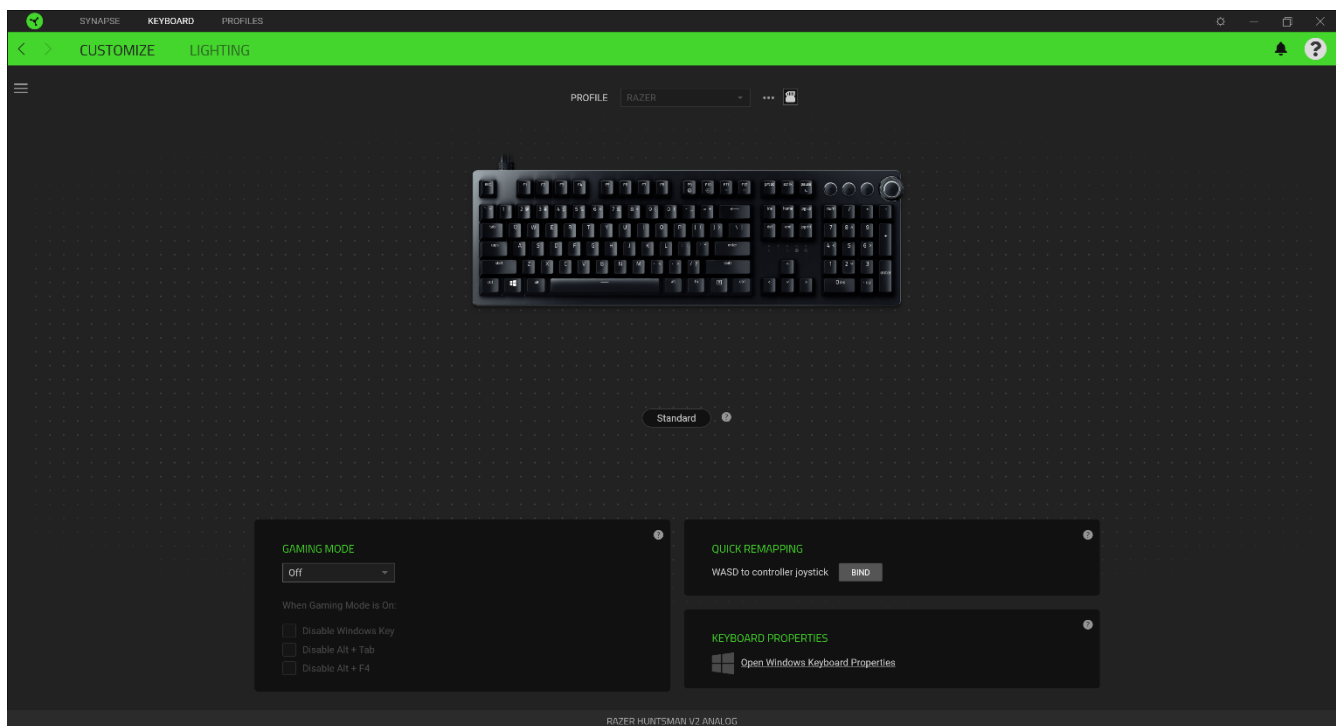 SYNAPSE KEYBOARD PROFILES
CUSTOMIZE LIGHTING
PROFILE RAZER
Standard
GAMING MODE
Off
When Gaming Mode is On:
Disable Windows Key
Disable Alt + Tab
Disable Alt + F4
QUICK REMAPPING
WASD to controller joystick BIND
KEYBOARD PROPERTIES
Open Windows Keyboard Properties
RAZER HUNTSMAN V2 ANALOG